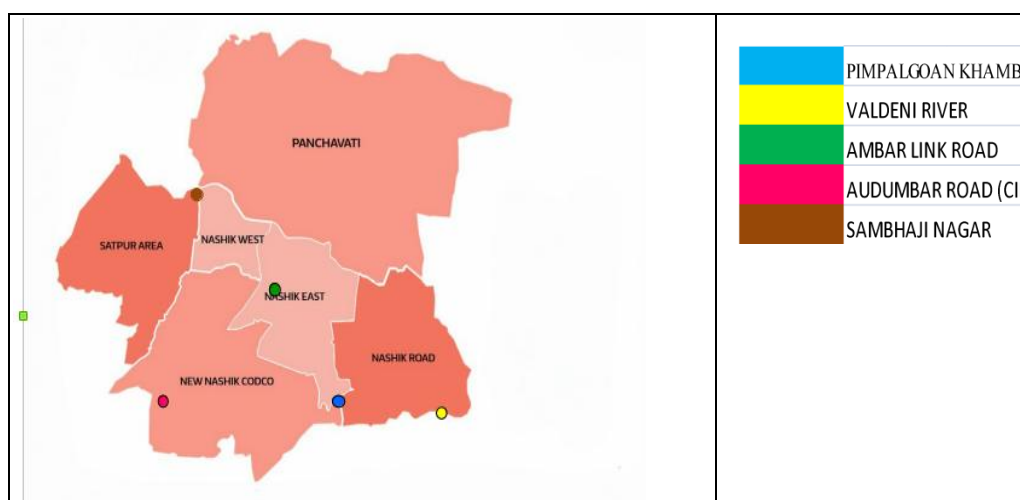 PANCHAVATI
SATPUR AREA
NASHIK WEST
NASHIK EAST
NASHIK ROAD
NEW NASHIK CODCO
PIMPALGOAN KHAMB
VALDENI RIVER
AMBAR LINK ROAD
AUDUMBAR ROAD (CI
SAMBHAJI NAGAR